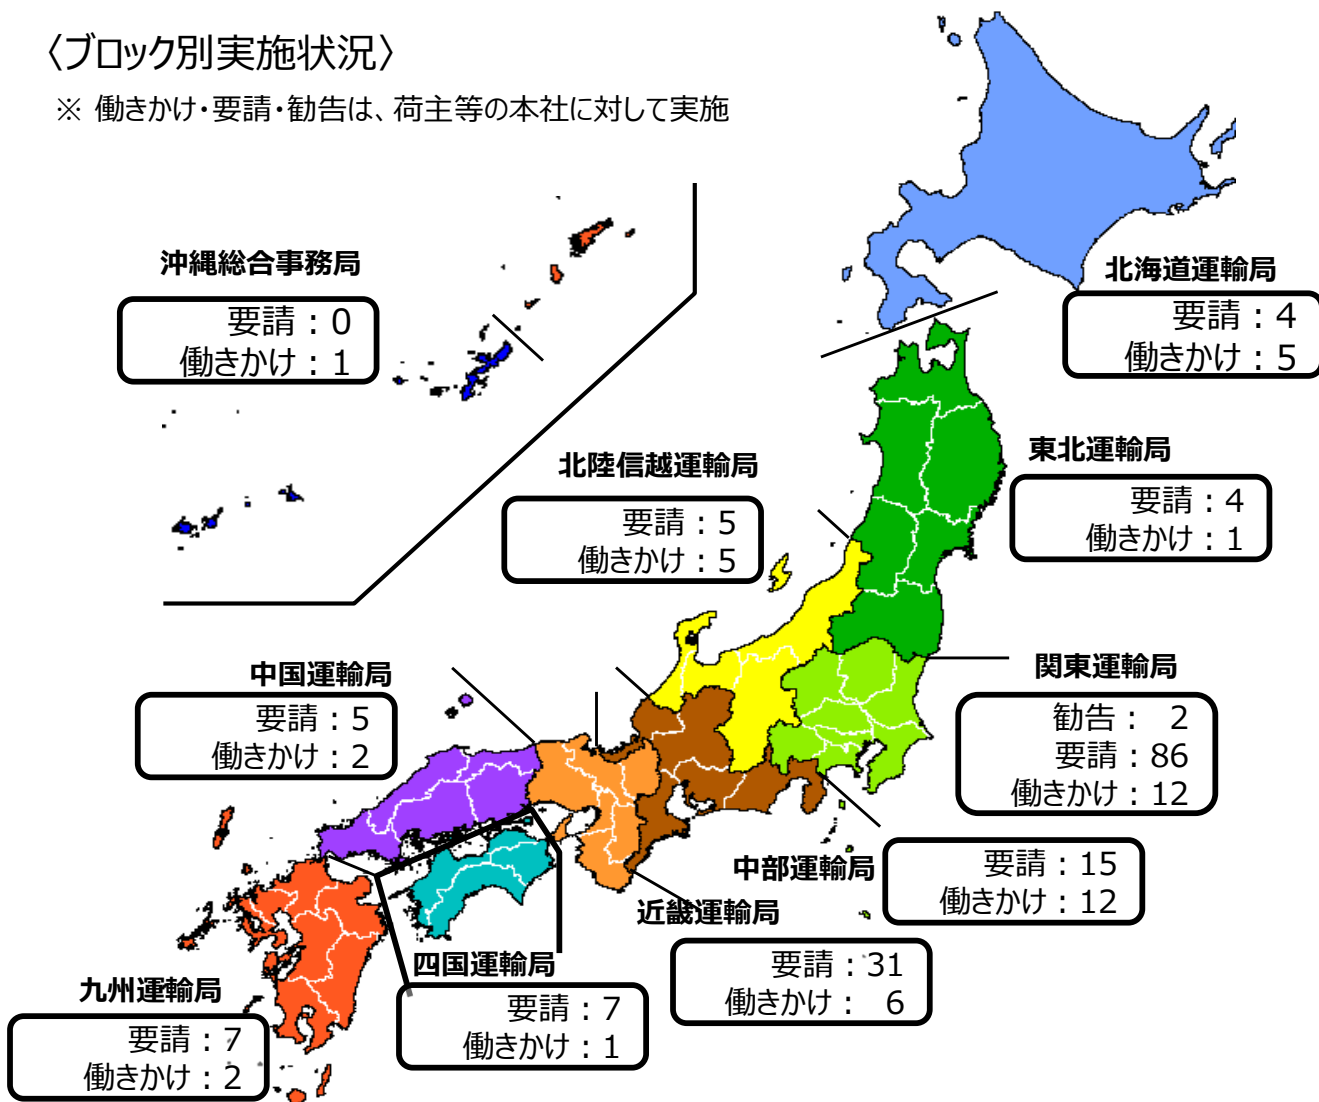 〈ブロック別実施状況〉
※ 働きかけ・要請・勧告は、荷主等の本社に対して実施
沖縄総合事務局
要請：0
働きかけ：1
北海道運輸局
要請：4
働きかけ：5
北陸信越運輸局
要請：5
働きかけ：5
東北運輸局
要請：4
働きかけ：1
中国運輸局
要請：5
働きかけ：2
関東運輸局
勧告： 2
要請：86
働きかけ：12
中部運輸局
要請：15
働きかけ：12
近畿運輸局
要請：31
働きかけ： 6
四国運輸局
要請：7
働きかけ：1
九州運輸局
要請：7
働きかけ：2